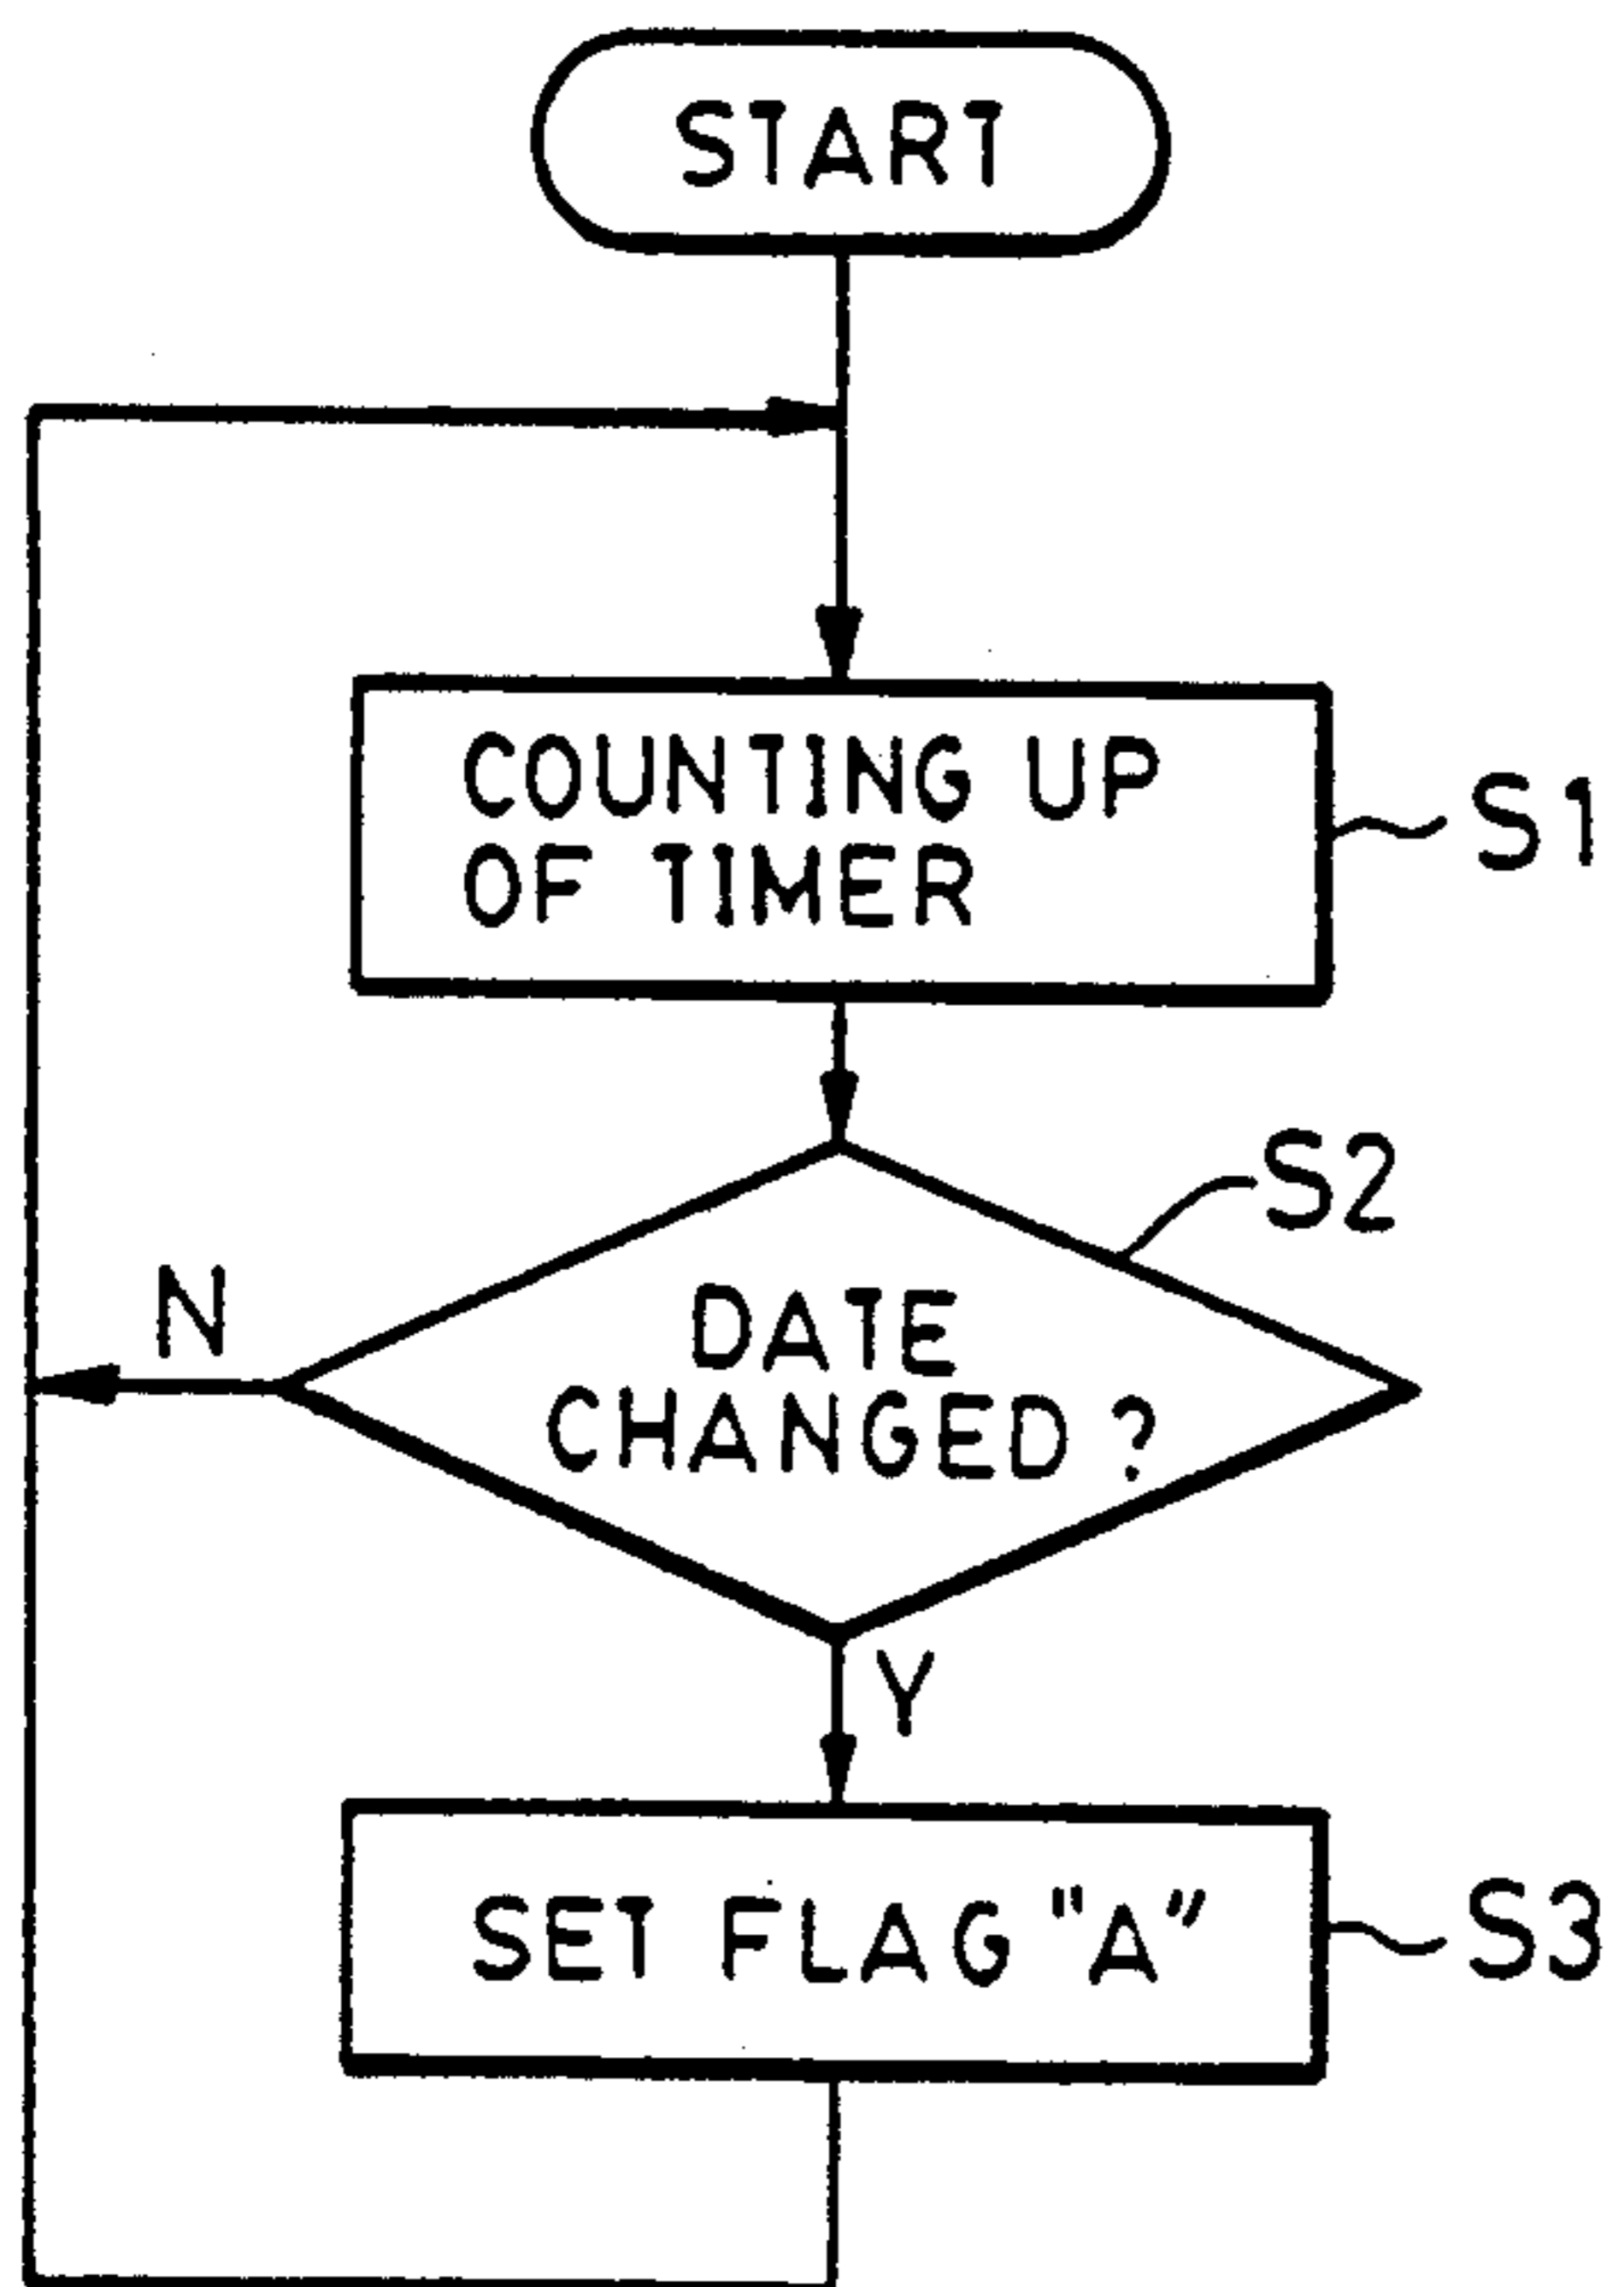 START
COUNTING UP
OF TIMER
S1
S2
N
DATE
CHANGED ?
Y
SET FLAG "A"
S3